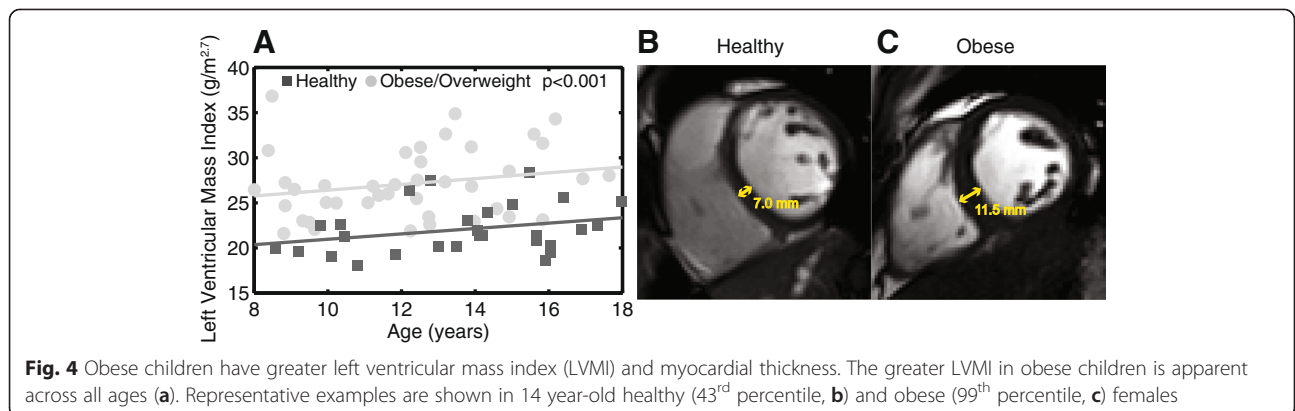 A
B
Healthy
C
Obese
Left Ventricular Mass Index (g/m2.7)
40
35
30
25
20
15
Healthy Obese/Overweight p<0.001
8
10
12
14
16
18
Age (years)
7.0 mm
11.5 mm
Fig. 4 Obese children have greater left ventricular mass index (LVMI) and myocardial thickness. The greater LVMI in obese children is apparent
across all ages (a). Representative examples are shown in 14 year-old healthy (43rd percentile, b) and obese (99th percentile, c) females